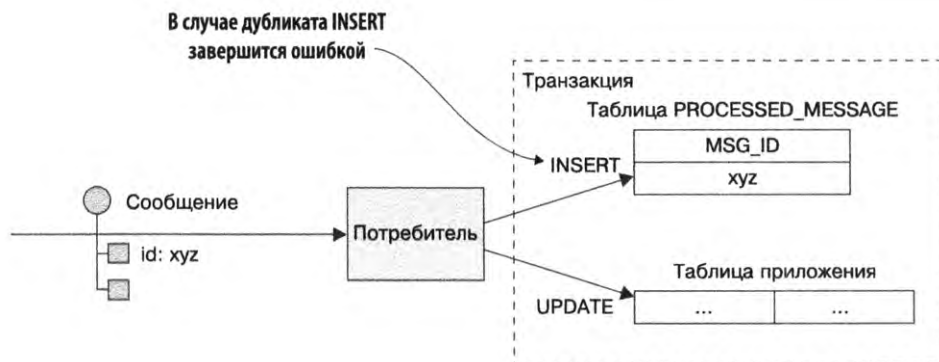 В случае дубликата INSERT
завершится ошибкой
Транзакция
Таблица PROCESSED_MESSAGE
MSG_ID
INSERT
xyz
Сообщение
Потребитель
id: xyz
Таблица приложения
UPDATE
...
...